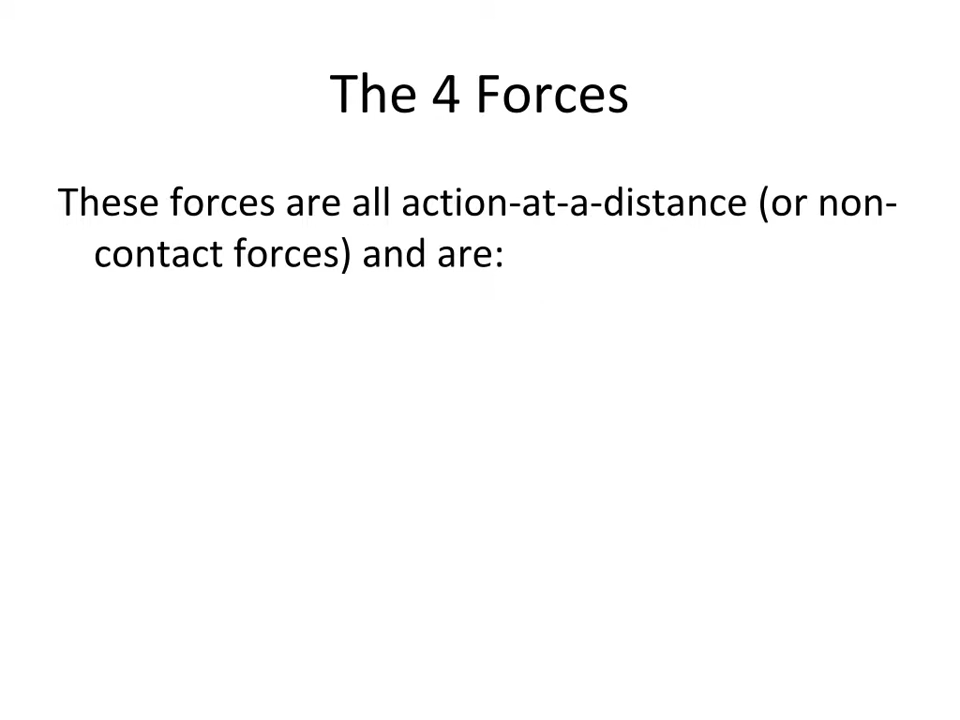 The 4 Forces
These forces are all action-at-a-distance (or non-
contact forces) and are: